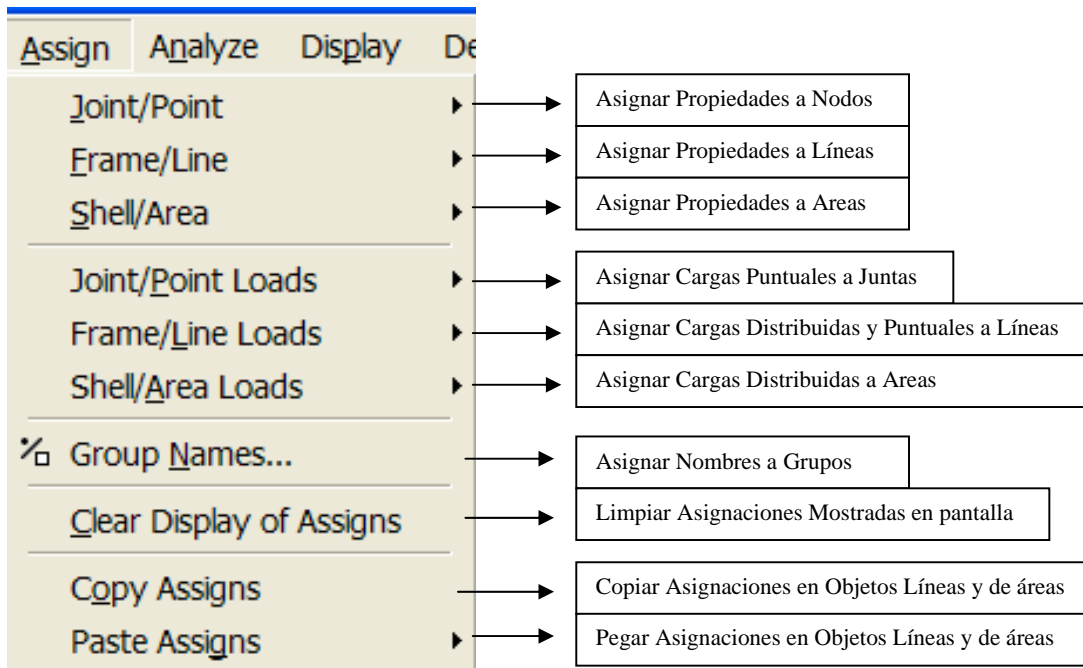 Assign Analyze Display De
Joint/Point
Asignar Propiedades a Nodos
Frame/Line
Asignar Propiedades a Líneas
Shell/Area
Asignar Propiedades a Areas
Joint/Point Loads
Asignar Cargas Puntuales a Juntas
Frame/Line Loads
Asignar Cargas Distribuidas y Puntuales a Líneas
Shell/Area Loads
Asignar Cargas Distribuidas a Areas
Group Names...
Asignar Nombres a Grupos
Clear Display of Assigns
Limpiar Asignaciones Mostradas en pantalla
Copy Assigns
Copiar Asignaciones en Objetos Líneas y de áreas
Paste Assigns
Pegar Asignaciones en Objetos Líneas y de áreas